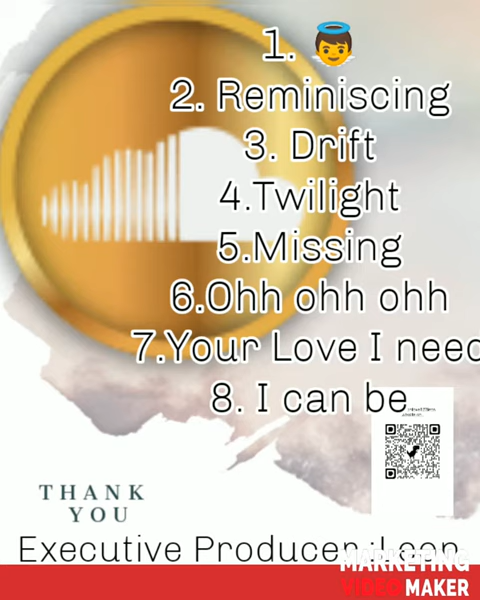 1. 😇
2. Reminiscing
3. Drift
4.Twilight
5.Missing
6.Ohh ohh ohh
7.Your Love I need
8. I can be
THANK
YOU
Executive Producer :Leon
MARKETING
VIDEO MAKER